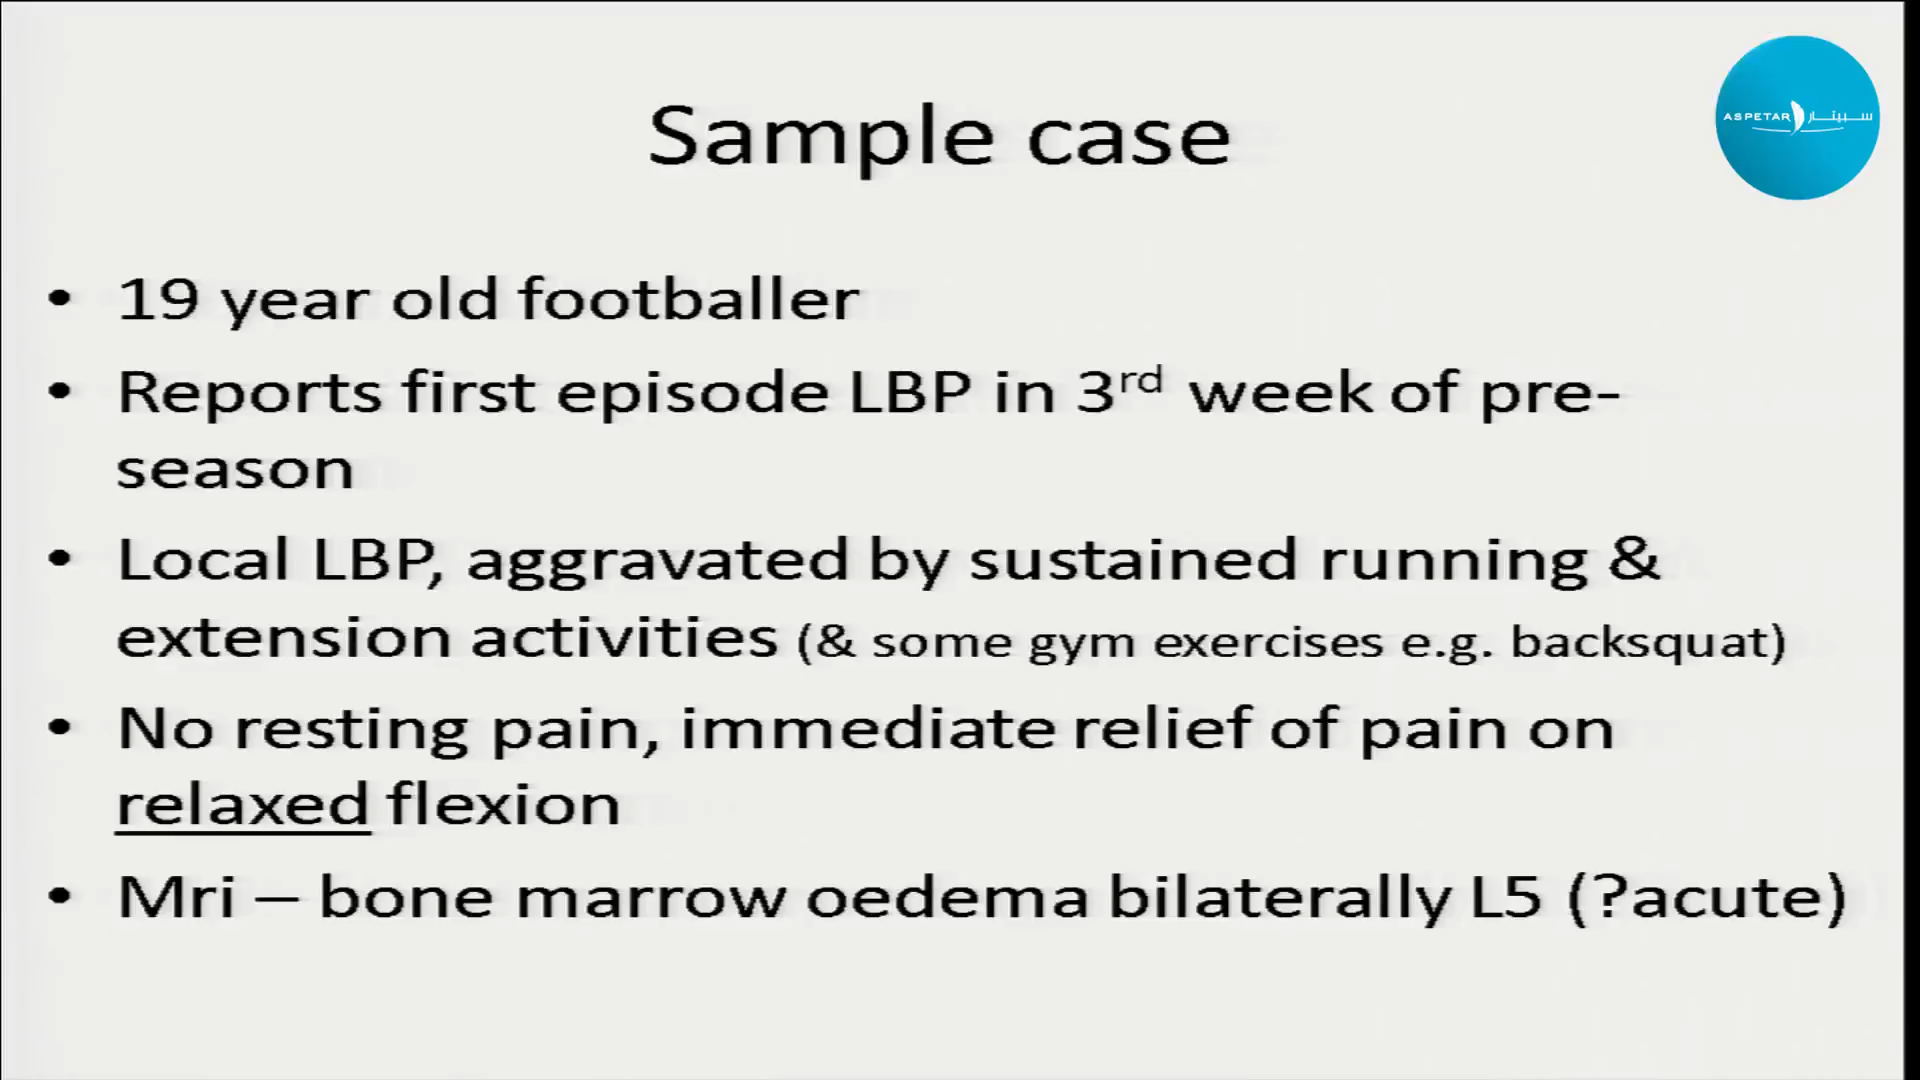 Sample case
ASPETAR سبيتار
• 19 year old footballer
• Reports first episode LBP in 3rd week of pre-
season
• Local LBP, aggravated by sustained running &
extension activities (& some gym exercises e.g. backsquat)
• No resting pain, immediate relief of pain on
relaxed flexion
• Mri – bone marrow oedema bilaterally L5 (?acute)